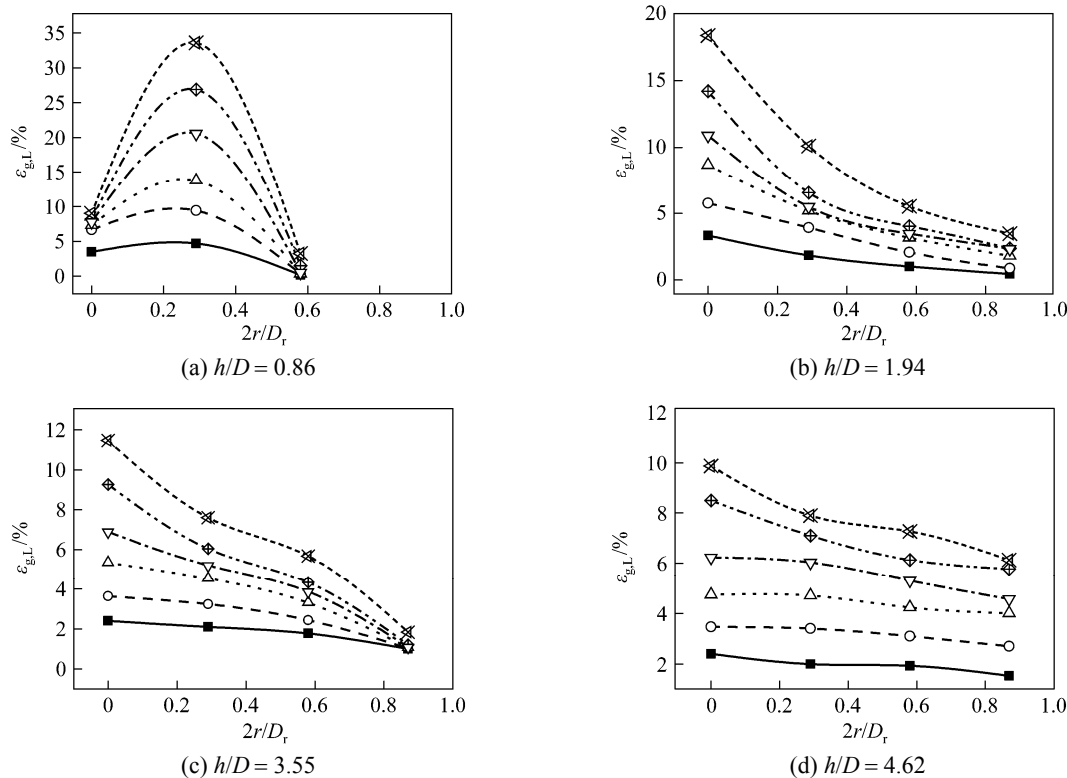 35
30
25
20
15
10
5
0
ε_g,L/%
0 0.2 0.4 0.6 0.8 1.0
2r/D_r
(a) h/D = 0.86
20
15
10
5
0
ε_g,L/%
0 0.2 0.4 0.6 0.8 1.0
2r/D_r
(b) h/D = 1.94
12
10
8
6
4
2
0
ε_g,L/%
0 0.2 0.4 0.6 0.8 1.0
2r/D_r
(c) h/D = 3.55
12
10
8
6
4
2
ε_g,L/%
0 0.2 0.4 0.6 0.8 1.0
2r/D_r
(d) h/D = 4.62